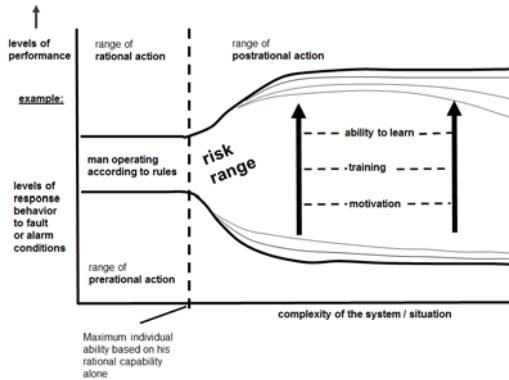 levels of
performance
range of
rational action
range of
postrational action
example:
ability to learn
man operating
according to rules
risk
range
training
levels of
response
behavior
to fault
or alarm
conditions
motivation
range of
prerational action
complexity of the system / situation
Maximum individual
ability based on his
rational capability
alone